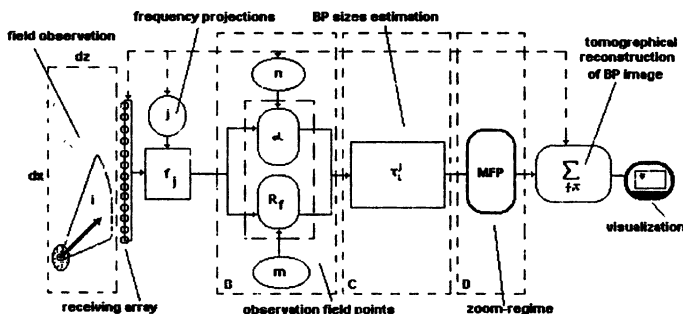 frequency projections
BP sizes estimation
field observation
tomographical
reconstruction
of BP image
dz
n
j
α
dx
i
f j
τ i j
MFP
Σ
f,x
R f
visualization
m
B
C
D
receiving array
observation field points
zoom-regime